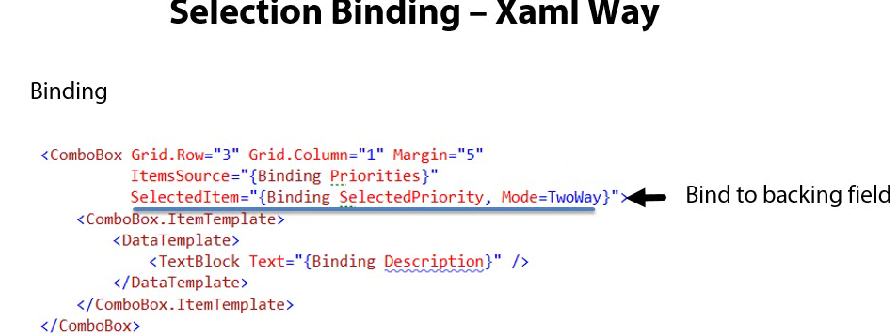 Selection Binding – Xaml Way
Binding
<ComboBox Grid.Row="3" Grid.Column="1" Margin="5"
ItemsSource="{Binding Priorities}"
SelectedItem="{Binding SelectedPriority, Mode=TwoWay}">
Bind to backing field
<ComboBox.ItemTemplate>
<DataTemplate>
<TextBlock Text="{Binding Description}" />
</DataTemplate>
</ComboBox.ItemTemplate>
</ComboBox>